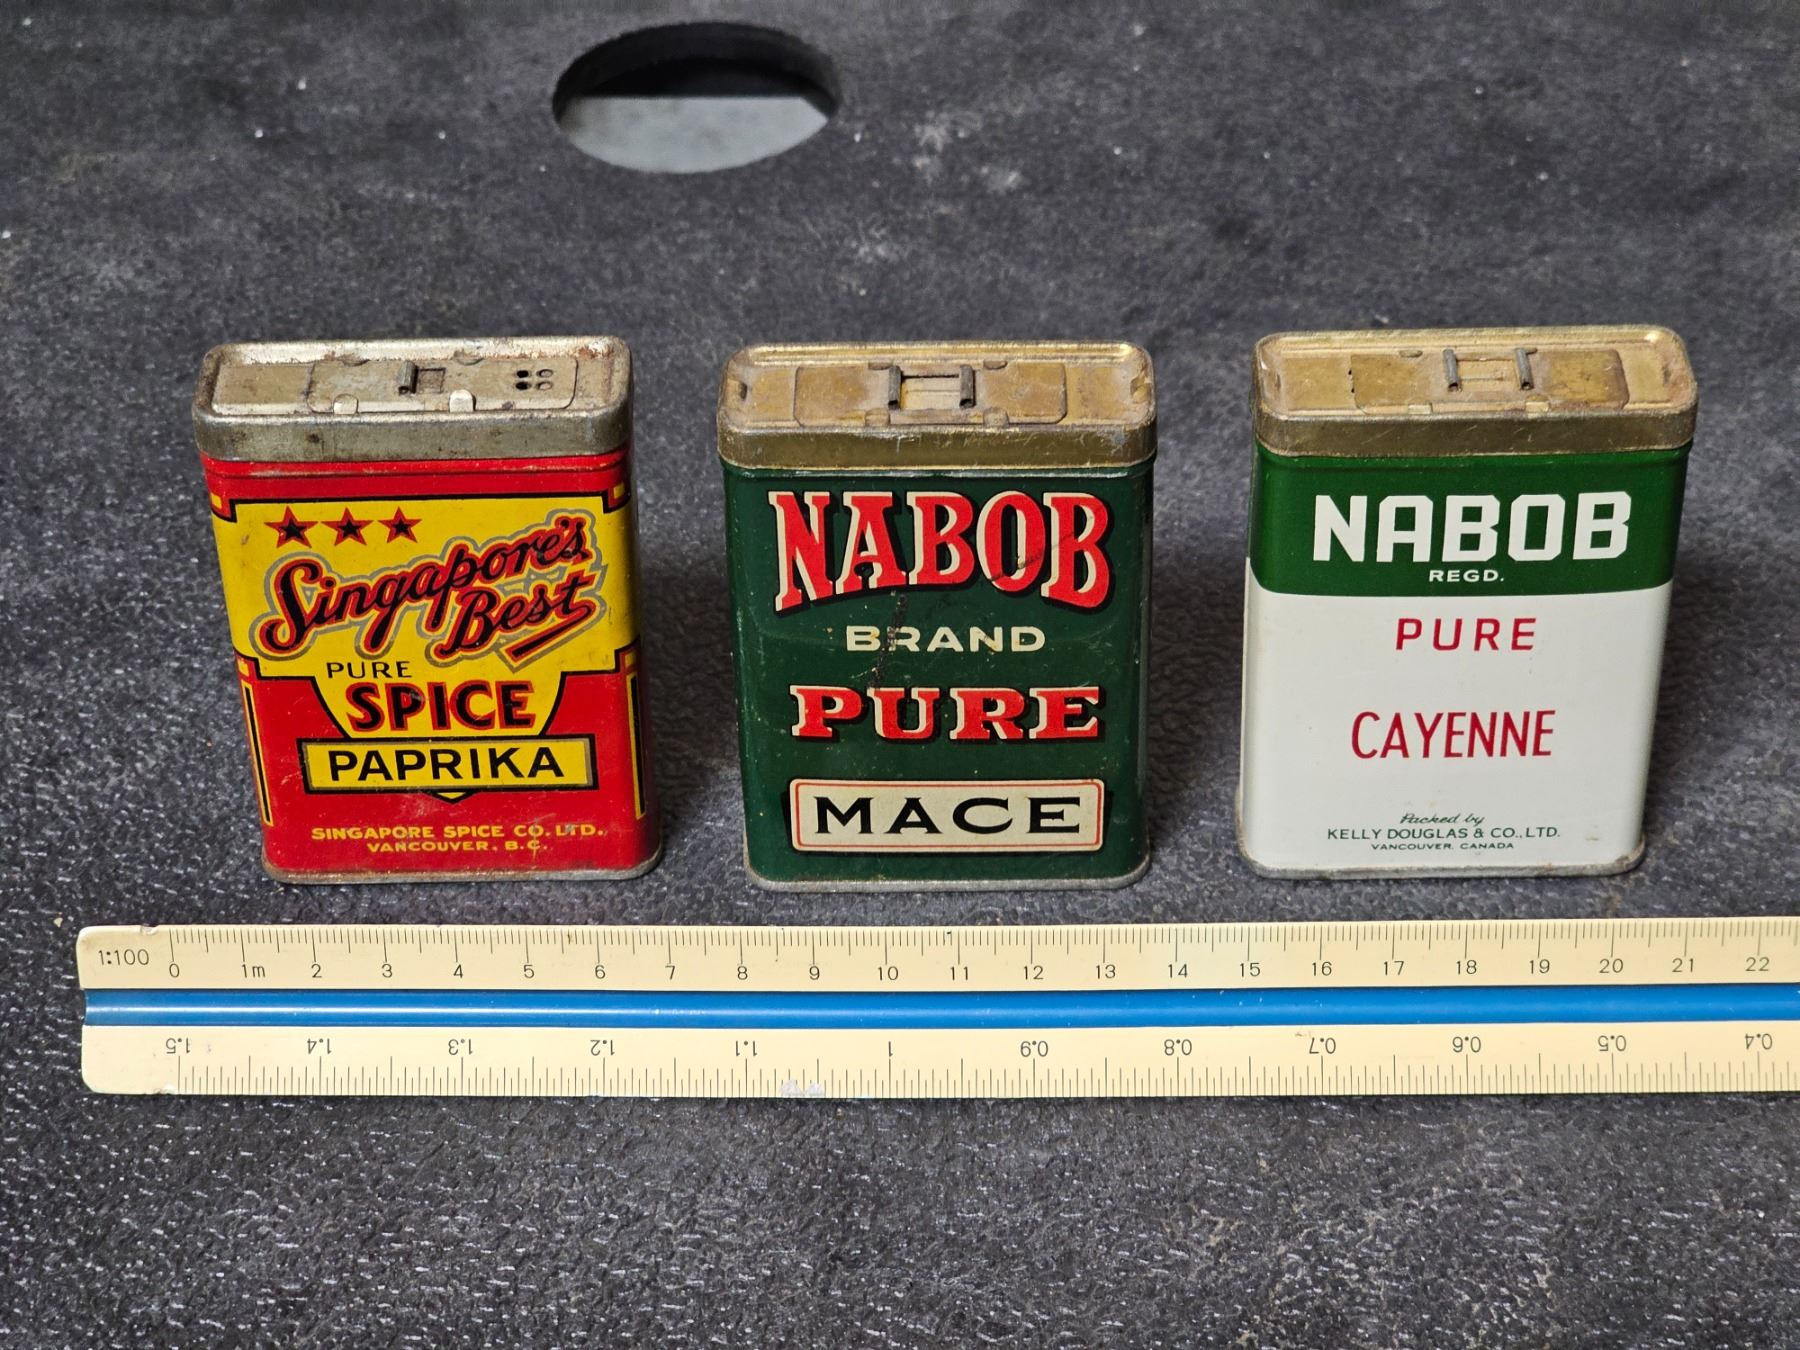 Singapore's
Best
PURE
SPICE
PAPRIKA
SINGAPORE SPICE CO. LTD.
VANCOUVER, B.C.
NABOB
BRAND
PURE
MACE
NABOB
REGD.
PURE
CAYENNE
Packed by
KELLY DOUGLAS & CO., LTD.
VANCOUVER, CANADA
1:100 0 1m 2 3 4 5 6 7 8 9 10 11 12 13 14 15 16 17 18 19 20 21 22
1.5 1.4 1.3 1.2 1.1 1 0.9 0.8 0.7 0.6 0.5 0.4